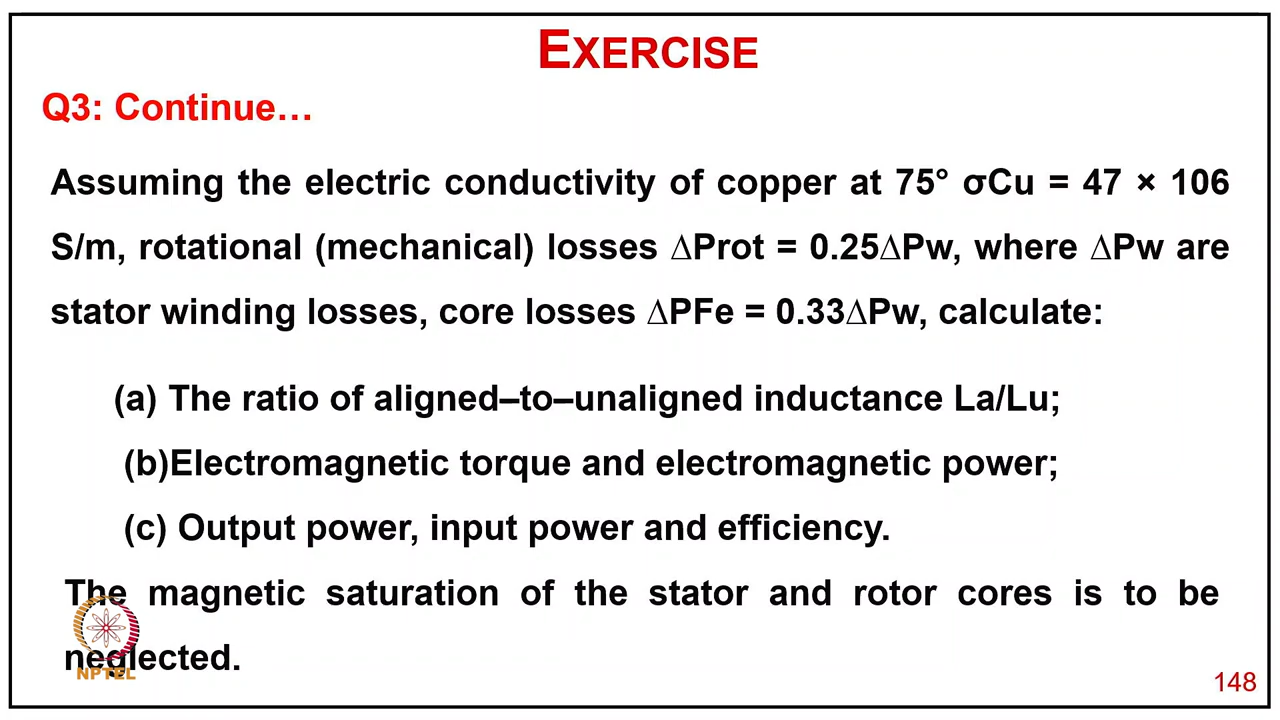 EXERCISE
Q3: Continue…
Assuming the electric conductivity of copper at 75° σCu = 47 × 106
S/m, rotational (mechanical) losses ∆Prot = 0.25∆Pw, where ∆Pw are
stator winding losses, core losses ∆PFe = 0.33∆Pw, calculate:
(a) The ratio of aligned–to–unaligned inductance La/Lu;
(b)Electromagnetic torque and electromagnetic power;
(c) Output power, input power and efficiency.
The magnetic saturation of the stator and rotor cores is to be
neglected.
NPTEL
148